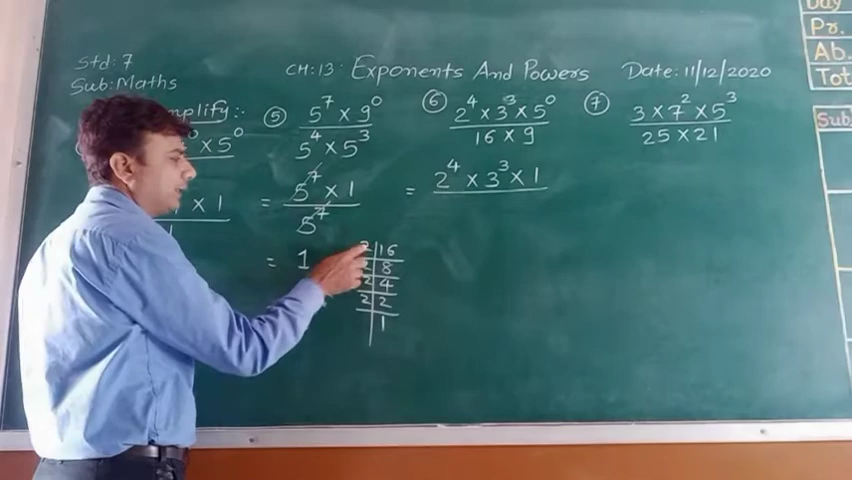 Std: 7
Sub: Maths
CH: 13: Exponents And Powers
Date: 11/12/2020
mplify:-
× 5⁰
× 1
⑤ 5⁷ × 9⁰ / 5⁴ × 5³
= 5⁷ × 1 / 5⁷
= 1
2 | 16
2 | 8
2 | 4
2 | 2
| 1
⑥ 2⁴ × 3³ × 5⁰ / 16 × 9
= 2⁴ × 3³ × 1
⑦ 3 × 7² × 5³ / 25 × 21
Day
Pr.
Ab.
Tot
Sub